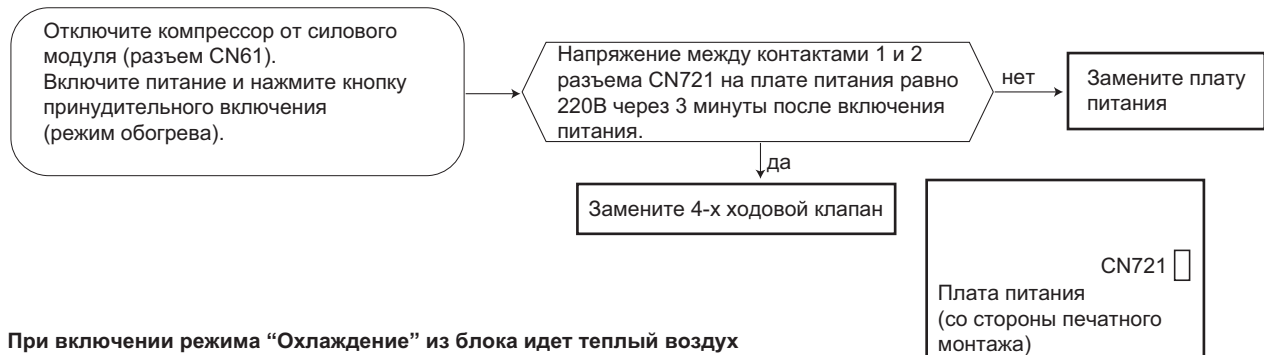 Отключите компрессор от силового
модуля (разъем CN61).
Включите питание и нажмите кнопку
принудительного включения
(режим обогрева).
Напряжение между контактами 1 и 2
разъема CN721 на плате питания равно
220В через 3 минуты после включения
питания.
нет
Замените плату
питания
да
Замените 4-х ходовой клапан
CN721
Плата питания
(со стороны печатного
монтажа)
При включении режима “Охлаждение” из блока идет теплый воздух